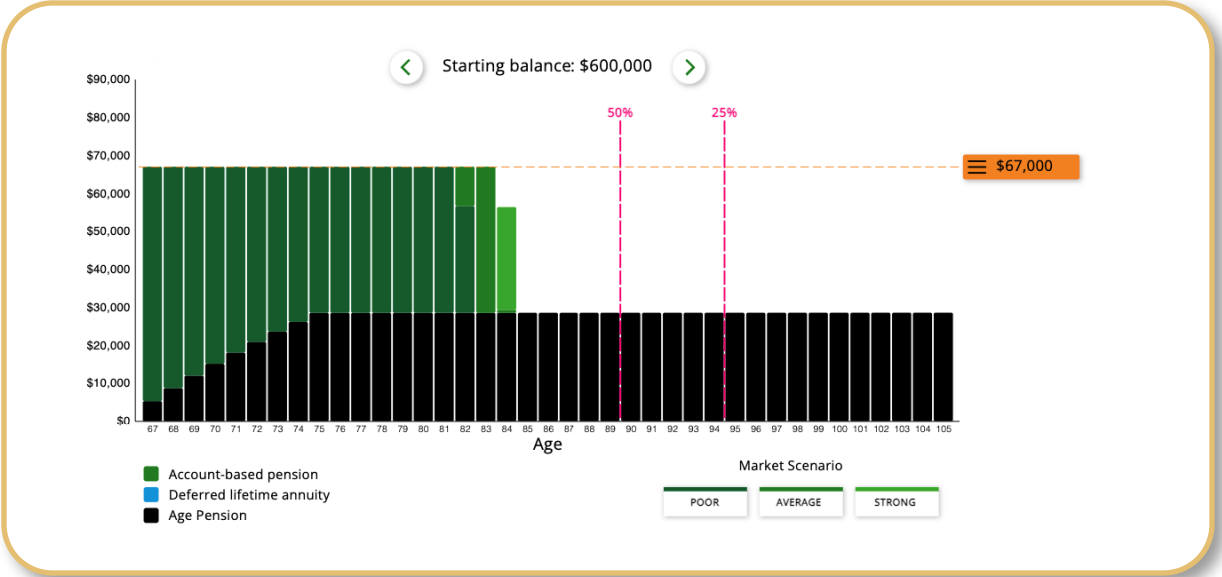 Starting balance: $600,000
$90,000
$80,000
$70,000
$60,000
$50,000
$40,000
$30,000
$20,000
$10,000
$0
50%
25%
$67,000
67 68 69 70 71 72 73 74 75 76 77 78 79 80 81 82 83 84 85 86 87 88 89 90 91 92 93 94 95 96 97 98 99 100 101 102 103 104 105
Age
Account-based pension
Deferred lifetime annuity
Age Pension
Market Scenario
POOR AVERAGE STRONG